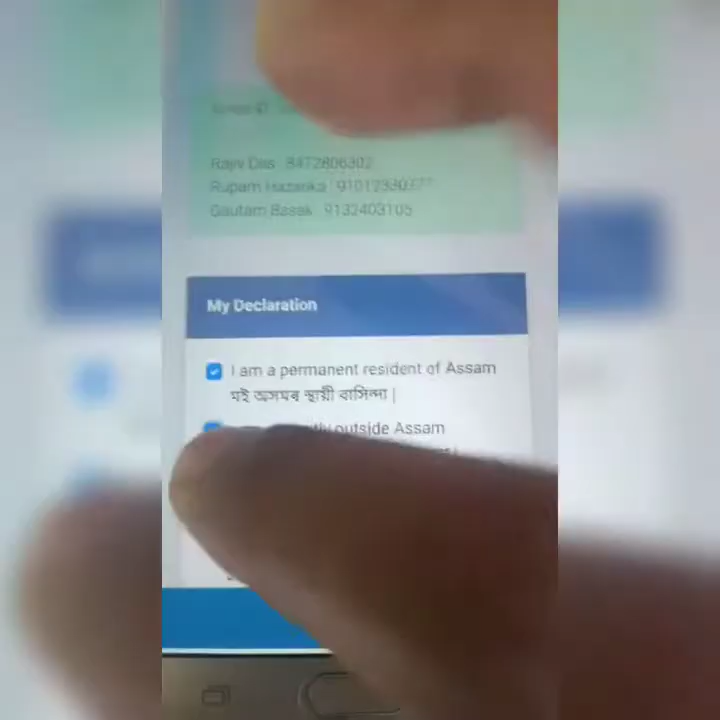 Rajiv Das 8472806302
Rupam Hazarika
Gautam Basak 9132403105
My Declaration
I am a permanent resident of Assam
মই অসমৰ স্থায়ী বাসিন্দা |
outside Assam